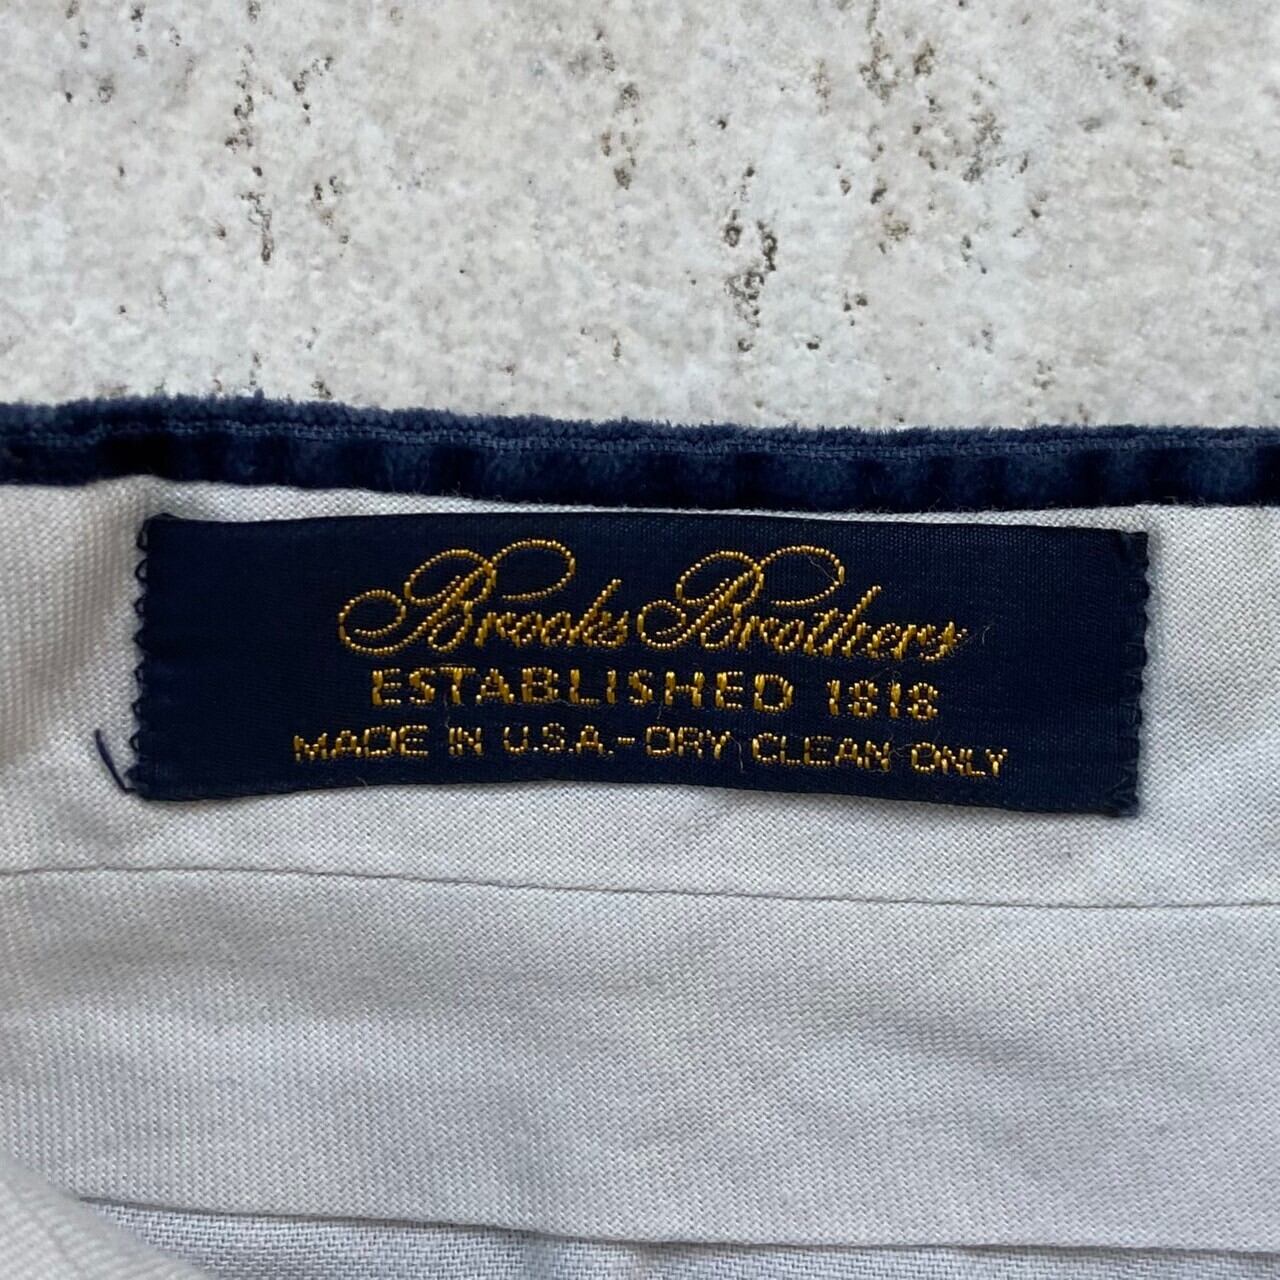 Brooks Brothers
ESTABLISHED 1818
MADE IN U.S.A.-DRY CLEAN ONLY